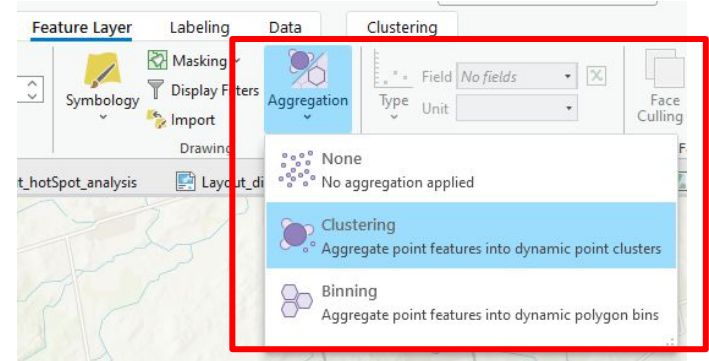 Feature Layer Labeling Data Clustering
Masking
Display Filters
Import
Symbology
Drawing
Aggregation
Type
Field No fields
Unit
Face
Culling
t_hotSpot_analysis
None
No aggregation applied
Clustering
Aggregate point features into dynamic point clusters
Binning
Aggregate point features into dynamic polygon bins